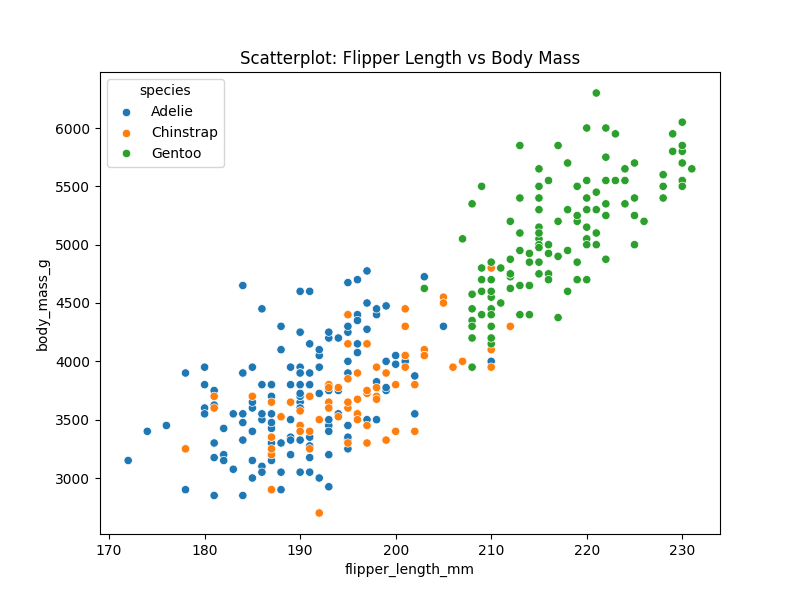 Scatterplot: Flipper Length vs Body Mass
species
Adelie
Chinstrap
Gentoo
6000
5500
5000
4500
4000
3500
3000
body_mass_g
170 180 190 200 210 220 230
flipper_length_mm